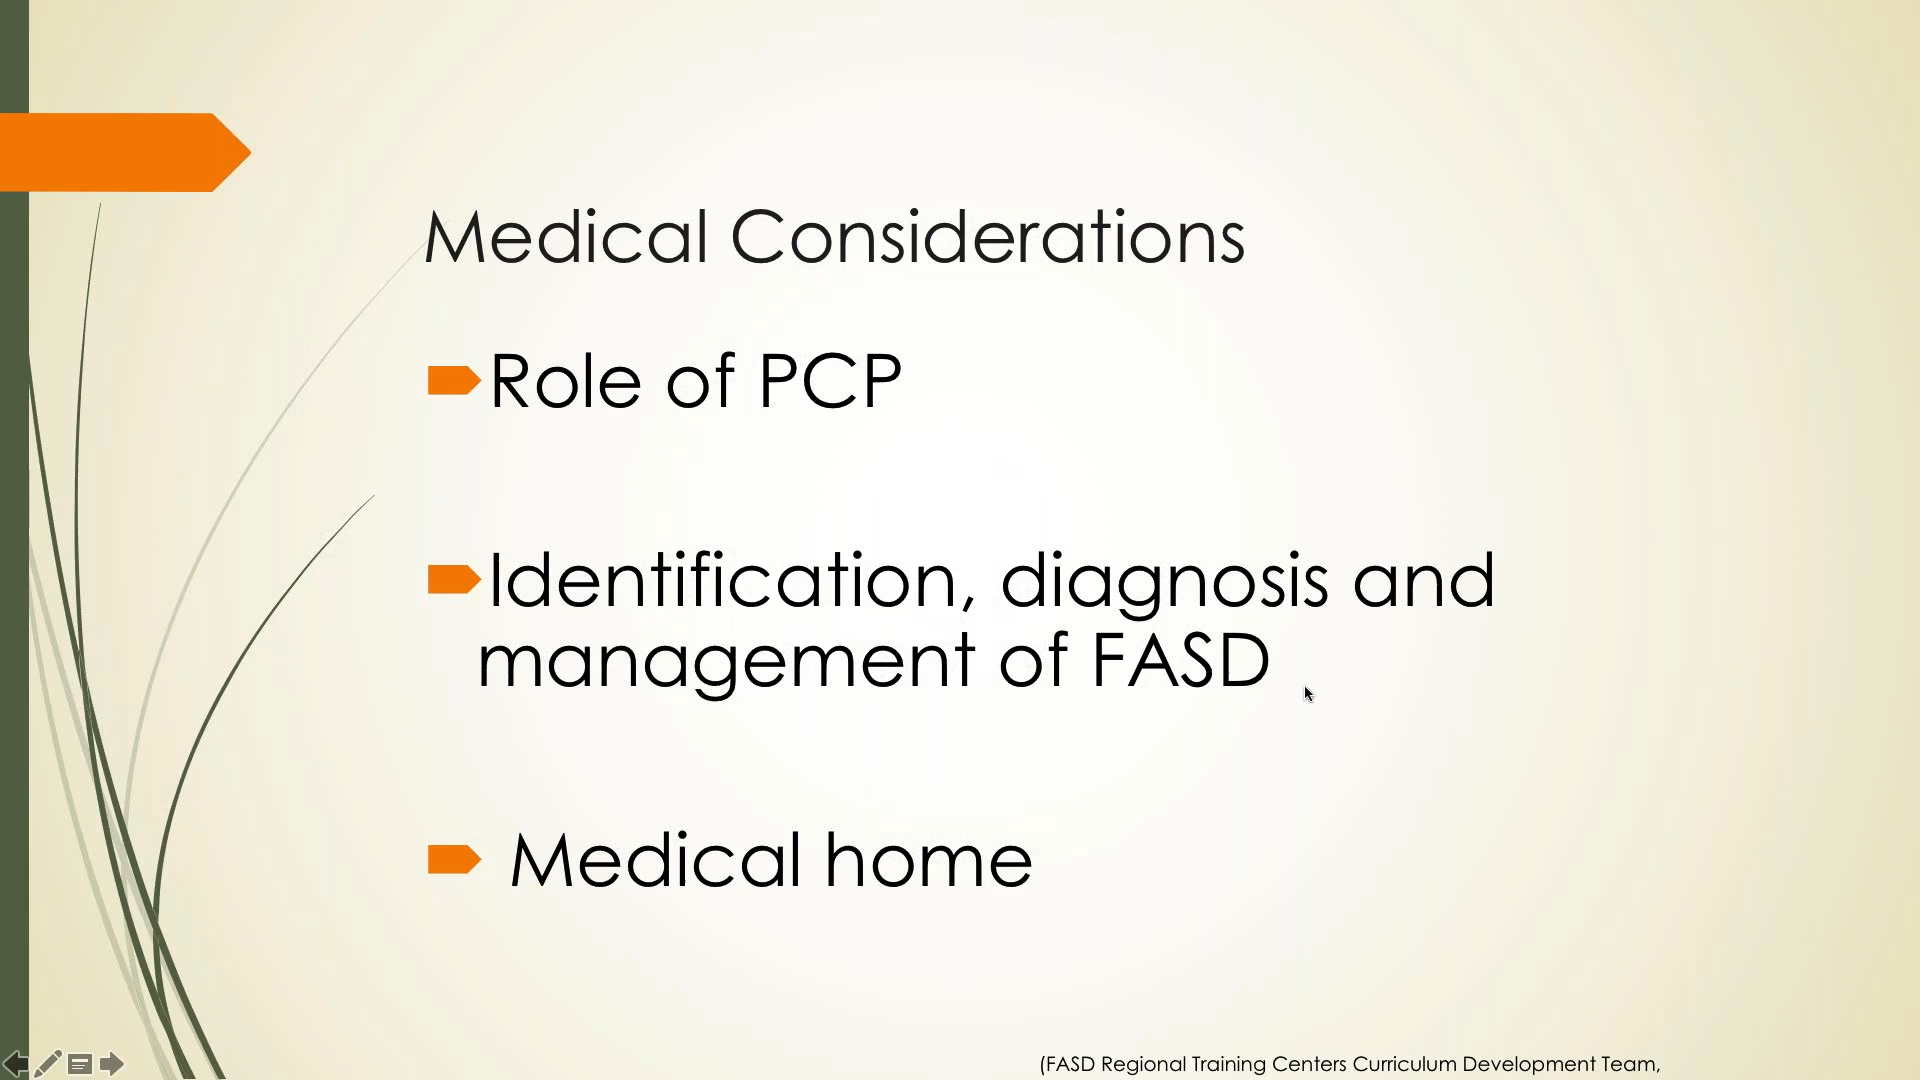 Medical Considerations
Role of PCP
Identification, diagnosis and
management of FASD
Medical home
(FASD Regional Training Centers Curriculum Development Team,